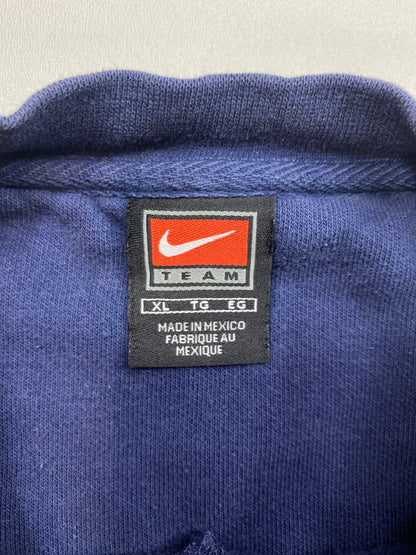 TEAM
XL TG EG
MADE IN MEXICO
FABRIQUE AU
MEXIQUE